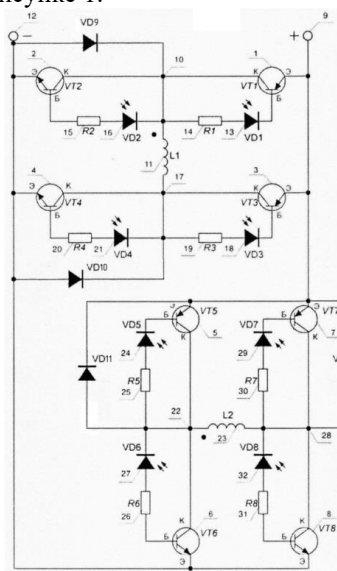 исунке 1.
12 VD9 9
− +
2 10 1
Э К К Э
Б VT2 VT1 Б
15 R2 16 VD2 14 R1 13 VD1
L1
11
4 17 3
Э К К Э
Б VT4 VT3 Б
20 R4 21 VD4 19 R3 18 VD3
VD10
Э VT5 Э VT7
VD5 Б К 5 VD7 Б К 7
VD11 24 29
R5 R7
25 30
22 L2
23 28
VD6 VD8
27 32
R6 R8
26 К 6 31 К 8
Б VT6 Б VT8
Э Э